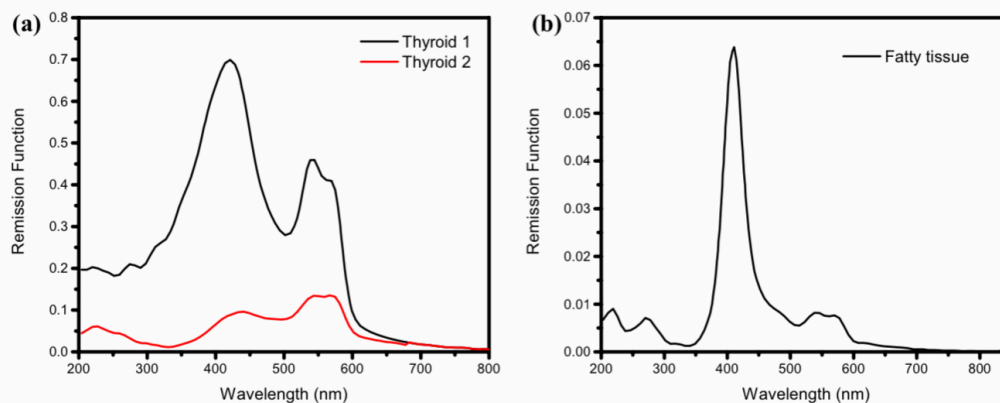 (a)
0.8
0.7
0.6
0.5
0.4
0.3
0.2
0.1
0.0
Remission Function
Thyroid 1
Thyroid 2
200 300 400 500 600 700 800
Wavelength (nm)
(b)
0.07
0.06
0.05
0.04
0.03
0.02
0.01
0.00
Remission Function
Fatty tissue
200 300 400 500 600 700 800
Wavelength (nm)